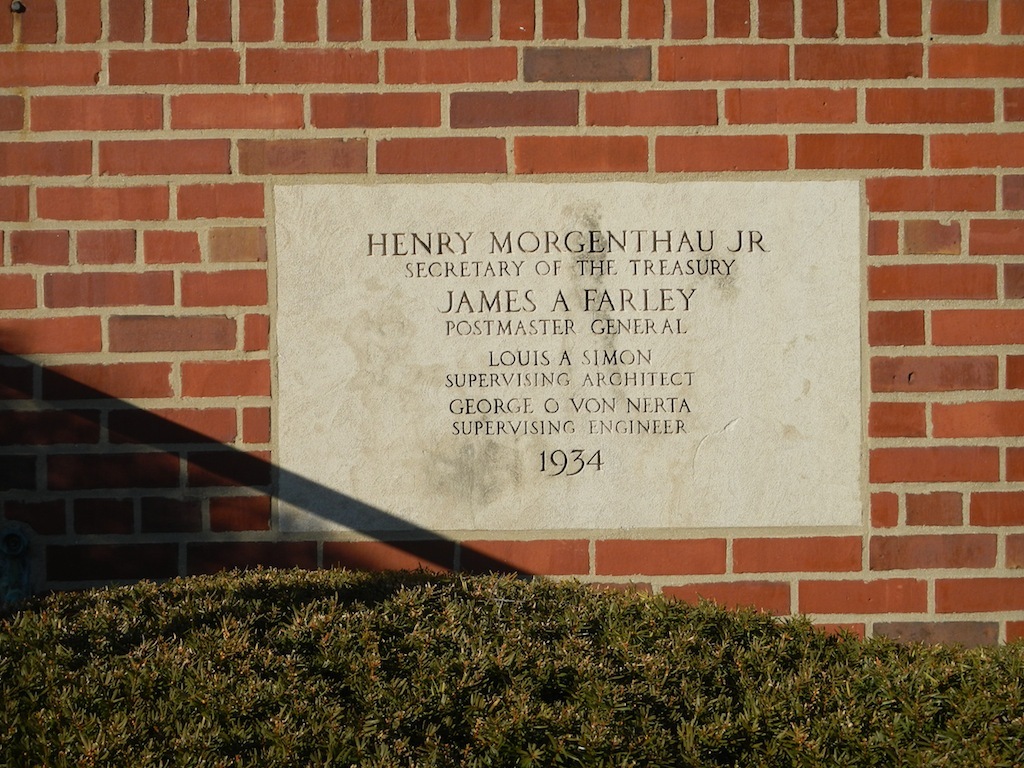 HENRY MORGENTHAU JR
SECRETARY OF THE TREASURY
JAMES A FARLEY
POSTMASTER GENERAL
LOUIS A SIMON
SUPERVISING ARCHITECT
GEORGE O VON NERTA
SUPERVISING ENGINEER
1934